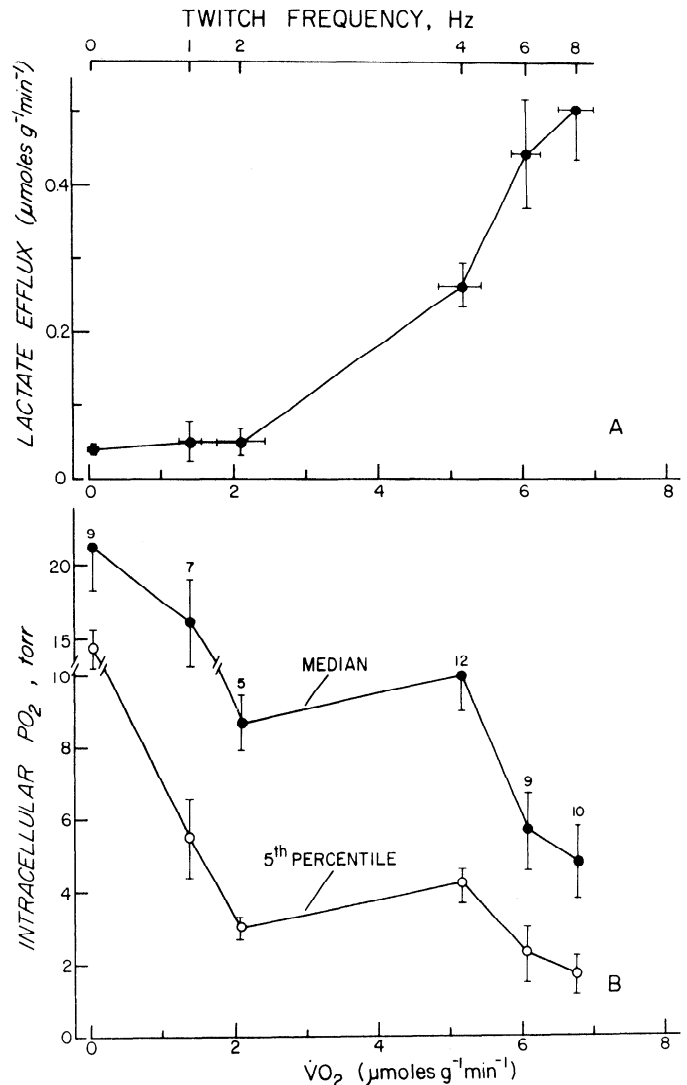 TWITCH FREQUENCY, Hz
0 1 2 4 6 8
LACTATE EFFLUX (μmoles g⁻¹min⁻¹)
0.4
0.2
0
A
0 2 4 6 8
INTRACELLULAR PO₂, torr
20
15
10
8
6
4
2
0
9
7
5
12
9
10
MEDIAN
5th PERCENTILE
B
0 2 4 6 8
V̇O₂ (μmoles g⁻¹min⁻¹)